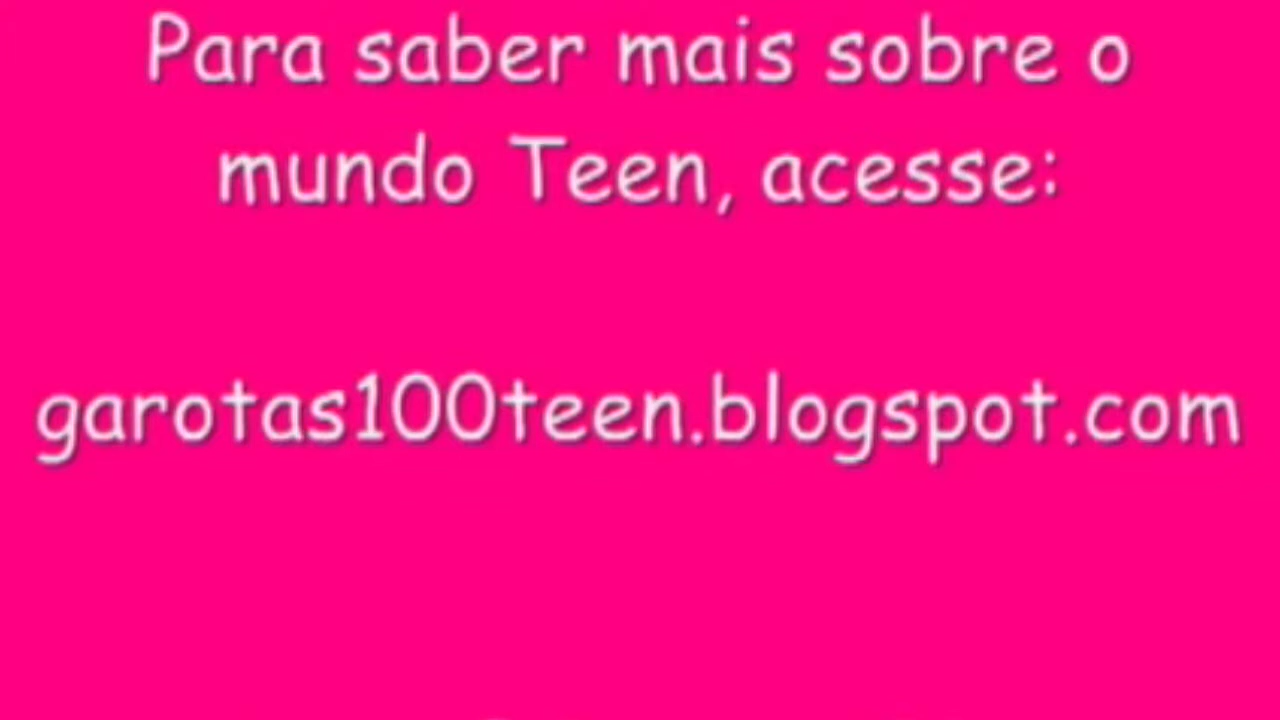 Para saber mais sobre o
mundo Teen, acesse:
garotas100teen.blogspot.com